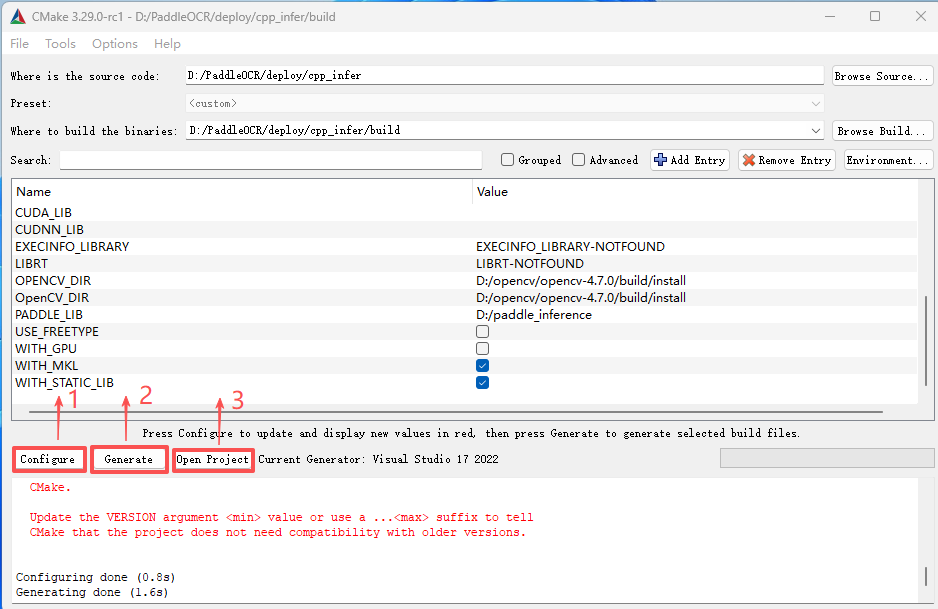 CMake 3.29.0-rc1 - D:/PaddleOCR/deploy/cpp_infer/build
File Tools Options Help
Where is the source code: D:/PaddleOCR/deploy/cpp_infer Browse Source...
Preset: <custom>
Where to build the binaries: D:/PaddleOCR/deploy/cpp_infer/build Browse Build...
Search: Grouped Advanced Add Entry Remove Entry Environment...
Name Value
CUDA_LIB
CUDNN_LIB
EXECINFO_LIBRARY EXECINFO_LIBRARY-NOTFOUND
LIBRT LIBRT-NOTFOUND
OPENCV_DIR D:/opencv/opencv-4.7.0/build/install
OpenCV_DIR D:/opencv/opencv-4.7.0/build/install
PADDLE_LIB D:/paddle_inference
USE_FREETYPE
WITH_GPU
WITH_MKL
WITH_STATIC_LIB
1 2 3
Press Configure to update and display new values in red, then press Generate to generate selected build files.
Configure Generate Open Project Current Generator: Visual Studio 17 2022
CMake.
Update the VERSION argument <min> value or use a ...<max> suffix to tell
CMake that the project does not need compatibility with older versions.
Configuring done (0.8s)
Generating done (1.6s)